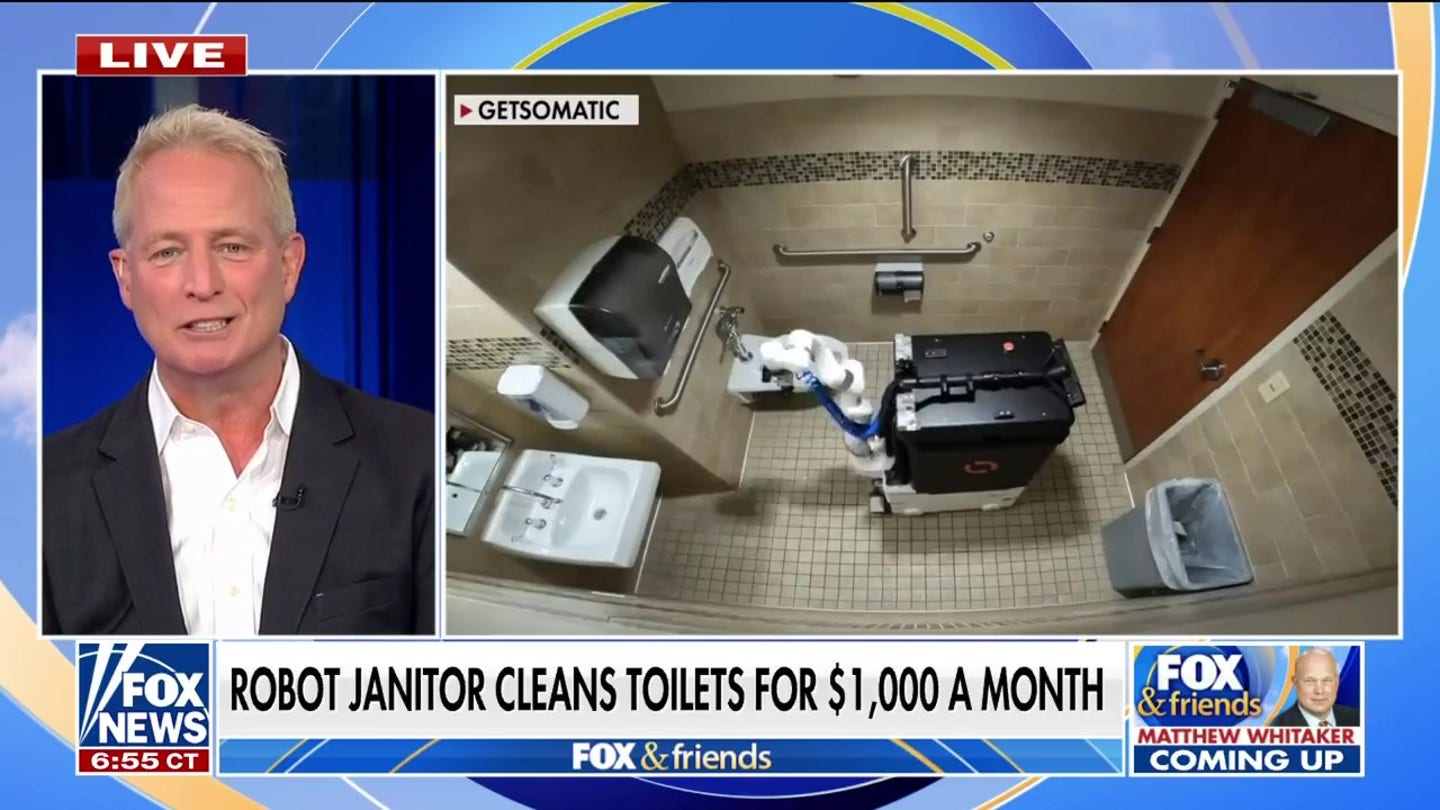 LIVE
GETSOMATIC
ROBOT JANITOR CLEANS TOILETS FOR $1,000 A MONTH
FOX
NEWS
6:55 CT
FOX & friends
FOX
& friends
MATTHEW WHITAKER
COMING UP